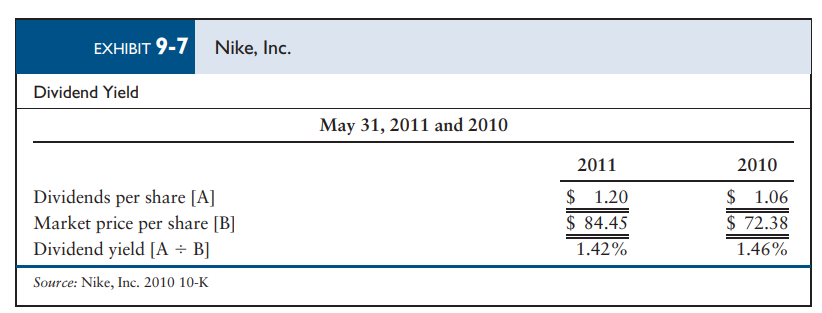 EXHIBIT 9-7 Nike, Inc.
Dividend Yield
May 31, 2011 and 2010
2011 2010
Dividends per share [A] $ 1.20 $ 1.06
Market price per share [B] $ 84.45 $ 72.38
Dividend yield [A ÷ B] 1.42% 1.46%
Source: Nike, Inc. 2010 10-K